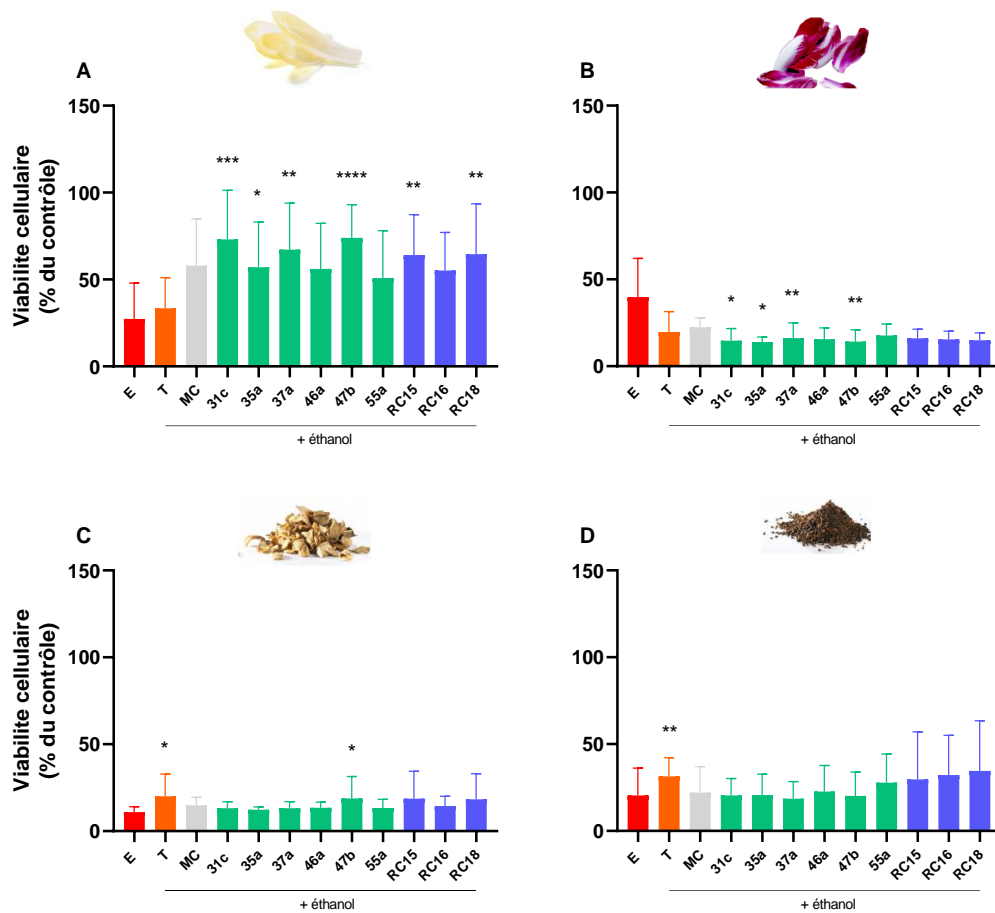 A
Viabilite cellulaire
(% du contrôle)
150
100
50
0
***
*
**
****
**
**
E T MC 31c 35a 37a 46a 47b 55a RC15 RC16 RC18
+ éthanol
B
150
100
50
0
*
*
**
**
E T MC 31c 35a 37a 46a 47b 55a RC15 RC16 RC18
+ éthanol
C
Viabilite cellulaire
(% du contrôle)
150
100
50
0
*
*
E T MC 31c 35a 37a 46a 47b 55a RC15 RC16 RC18
+ éthanol
D
150
100
50
0
**
E T MC 31c 35a 37a 46a 47b 55a RC15 RC16 RC18
+ éthanol